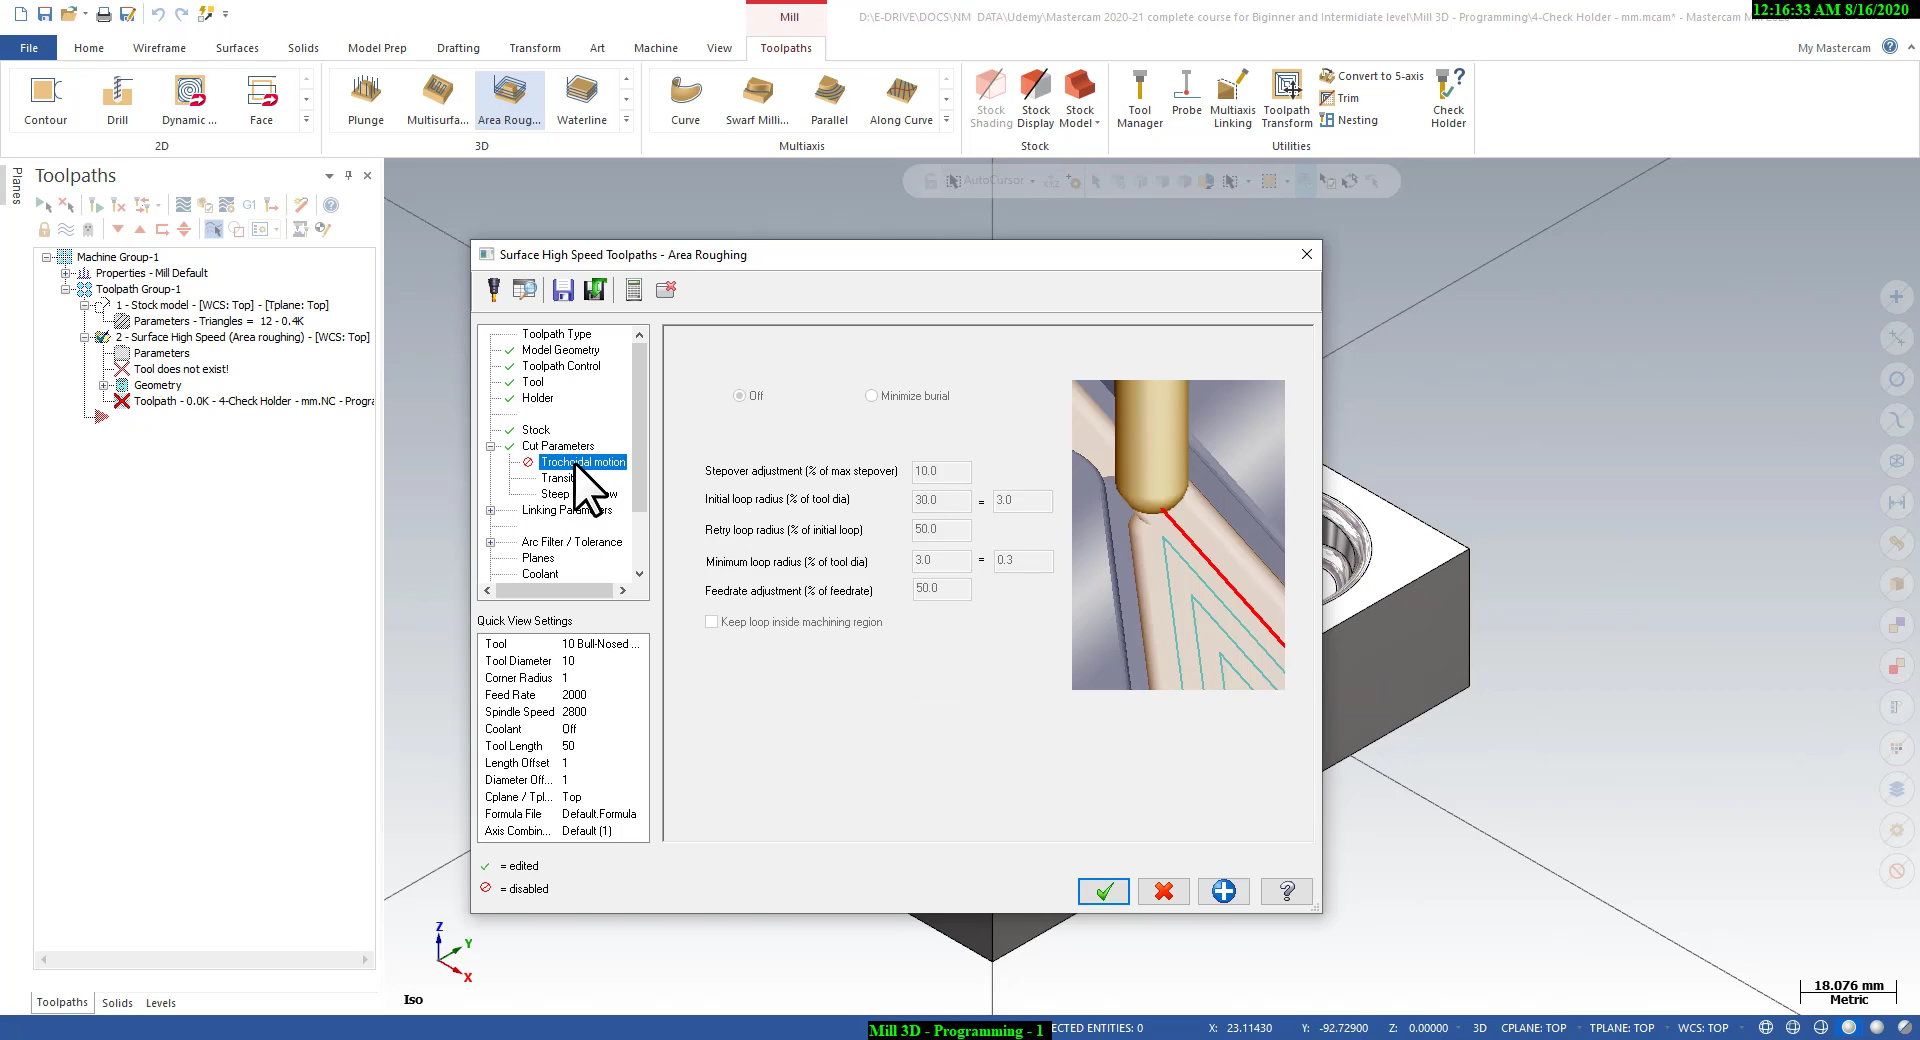 Mill
D:\E-DRIVE\DOCS\NM DATA\Udemy\Mastercam 2020-21 complete course for Biginner and Intermidiate level\Mill 3D - Programming\4-Check Holder - mm.mcam* - Mastercam
12:16:33 AM 8/16/2020
File Home Wireframe Surfaces Solids Model Prep Drafting Transform Art Machine View Toolpaths My Mastercam
Contour Drill Dynamic ... Face
Plunge Multisurfa... Area Roug... Waterline
Curve Swarf Milli... Parallel Along Curve
Stock Shading Stock Display Stock Model
Tool Manager Probe Multiaxis Linking Toolpath Transform
Convert to 5-axis
Trim
Nesting
Check Holder
2D 3D Multiaxis Stock Utilities
Planes
Toolpaths
AutoCursor
G1
Machine Group-1
Properties - Mill Default
Toolpath Group-1
1 - Stock model - [WCS: Top] - [Tplane: Top]
Parameters - Triangles = 12 - 0.4K
2 - Surface High Speed (Area roughing) - [WCS: Top]
Parameters
Tool does not exist!
Geometry
Toolpath - 0.0K - 4-Check Holder - mm.NC - Progra
Surface High Speed Toolpaths - Area Roughing
Toolpath Type
Model Geometry
Toolpath Control
Tool
Holder
Stock
Cut Parameters
Trochoidal motion
Linking Parameters
Arc Filter / Tolerance
Planes
Coolant
Off Minimize burial
Stepover adjustment (% of max stepover) 10.0
Initial loop radius (% of tool dia) 30.0 = 3.0
Retry loop radius (% of initial loop) 50.0
Minimum loop radius (% of tool dia) 3.0 = 0.3
Feedrate adjustment (% of feedrate) 50.0
Keep loop inside machining region
Quick View Settings
Tool 10 Bull-Nosed ...
Tool Diameter 10
Corner Radius 1
Feed Rate 2000
Spindle Speed 2800
Coolant Off
Tool Length 50
Length Offset 1
Diameter Off... 1
Cplane / Tpl... Top
Formula File Default.Formula
Axis Combin... Default (1)
= edited
= disabled
Z
Y
X
Iso
18.076 mm
Metric
Toolpaths Solids Levels
Mill 3D - Programming - 1
ECTED ENTITIES: 0 X: 23.11430 Y: -92.72900 Z: 0.00000 3D CPLANE: TOP TPLANE: TOP WCS: TOP